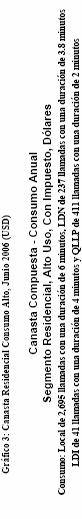 Gráfico 3: Canasta Residencial Consumo Alto, Junio 2006 (USD)
Canasta Compuesta - Consumo Anual
Segmento Residencial, Alto Uso, Con Impuesto, Dólares
Consumo: Local de 2,695 llamadas con una duración de 6 minutos, LDN de 237 llamadas con una duración de 3.8 minutos
LDI de 41 llamadas con una duración de 4 minutos y QLLP de 411 llamadas con una duración de 2 minutos